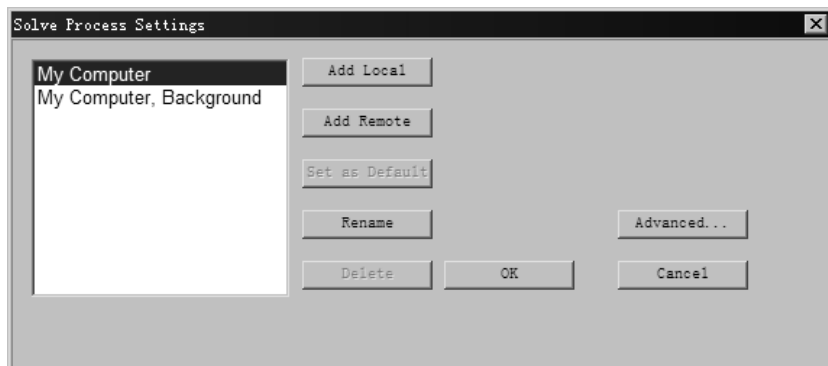 Solve Process Settings
My Computer
My Computer, Background
Add Local
Add Remote
Set as Default
Rename
Advanced...
Delete
OK
Cancel